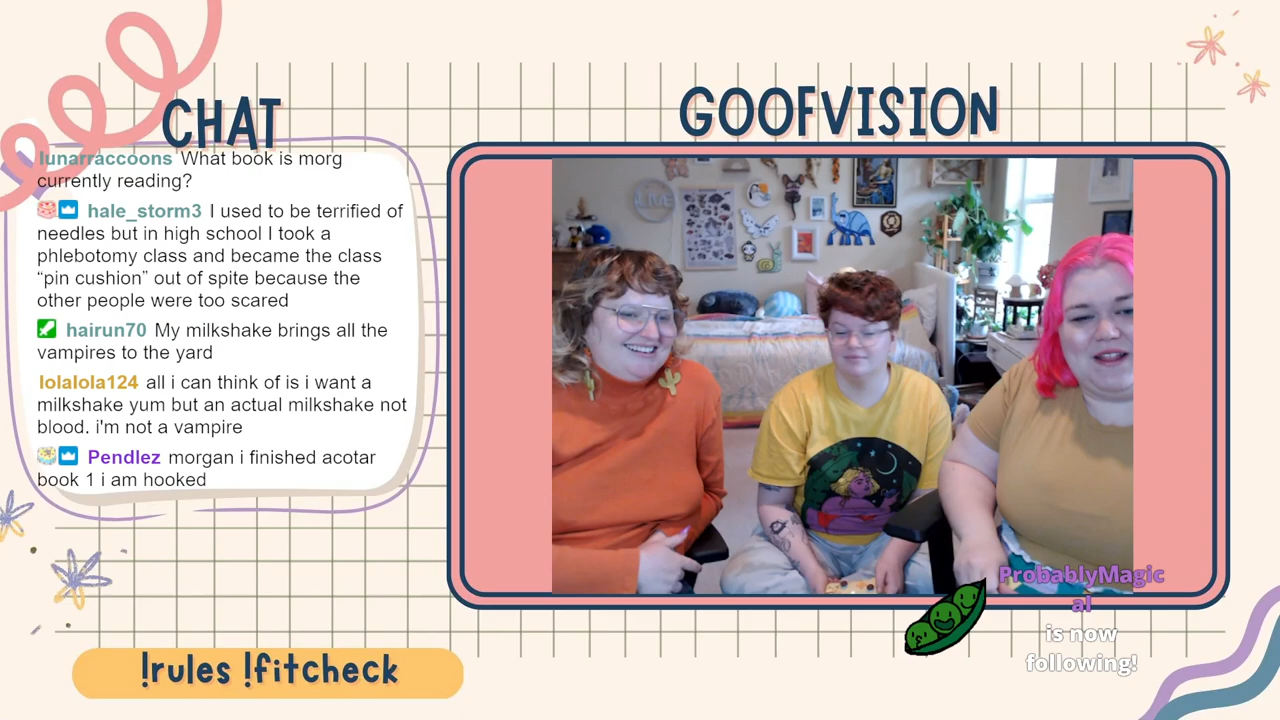 CHAT
GOOFVISION
lunarraccoons What book is morg
currently reading?
hale_storm3 I used to be terrified of
needles but in high school I took a
phlebotomy class and became the class
“pin cushion” out of spite because the
other people were too scared
hairun70 My milkshake brings all the
vampires to the yard
lolalola124 all i can think of is i want a
milkshake yum but an actual milkshake not
blood. i'm not a vampire
Pendlez morgan i finished acotar
book 1 i am hooked
LIVE
ProbablyMagic
al
is now
following!
!rules !fitcheck